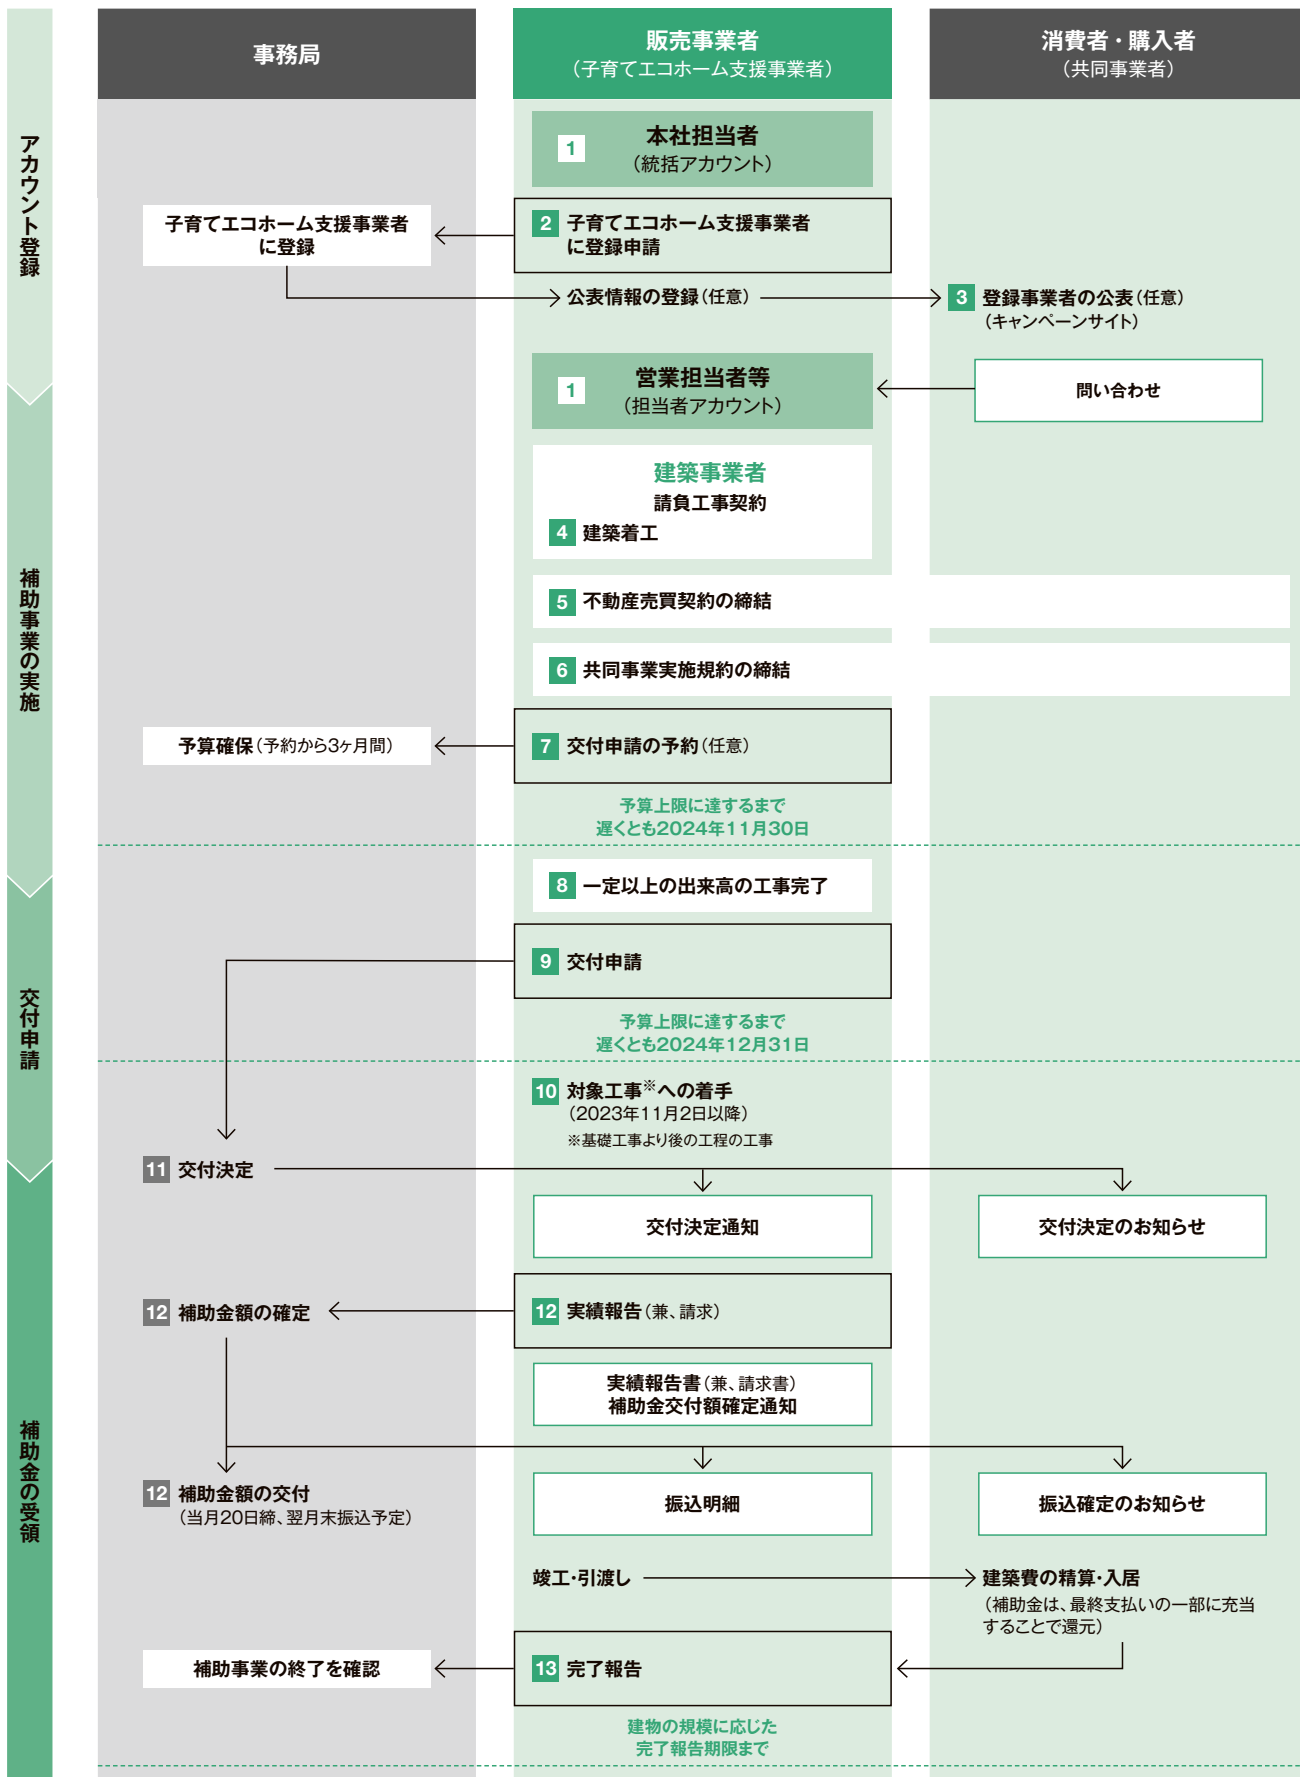 事務局
販売事業者
（子育てエコホーム支援事業者）
消費者・購入者
（共同事業者）
アカウント登録
1 本社担当者
（統括アカウント）
子育てエコホーム支援事業者
に登録
2 子育てエコホーム支援事業者
に登録申請
公表情報の登録（任意）
3 登録事業者の公表（任意）
（キャンペーンサイト）
1 営業担当者等
（担当者アカウント）
問い合わせ
補助事業の実施
建築事業者
請負工事契約
4 建築着工
5 不動産売買契約の締結
6 共同事業実施規約の締結
予算確保（予約から3ヶ月間）
7 交付申請の予約（任意）
予算上限に達するまで
遅くとも2024年11月30日
交付申請
8 一定以上の出来高の工事完了
9 交付申請
予算上限に達するまで
遅くとも2024年12月31日
10 対象工事※への着手
（2023年11月2日以降）
※基礎工事より後の工程の工事
補助金の受領
11 交付決定
交付決定通知
交付決定のお知らせ
12 補助金額の確定
12 実績報告（兼、請求）
実績報告書（兼、請求書）
補助金交付額確定通知
12 補助金額の交付
（当月20日締、翌月末振込予定）
振込明細
振込確定のお知らせ
竣工・引渡し
建築費の精算・入居
（補助金は、最終支払いの一部に充当
することで還元）
補助事業の終了を確認
13 完了報告
建物の規模に応じた
完了報告期限まで